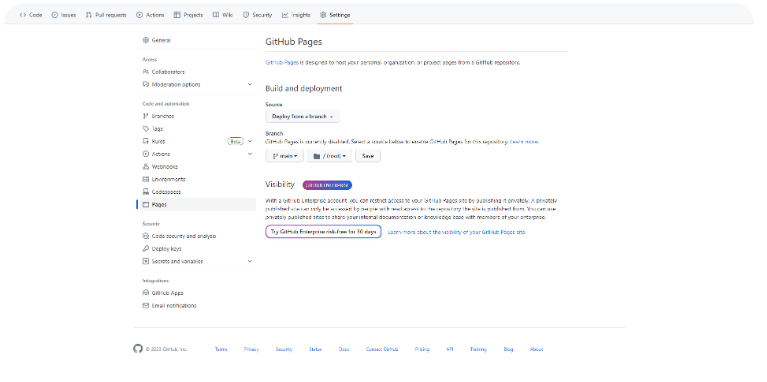 Code Issues Pull requests Actions Projects Wiki Security Insights Settings
General
Access
Collaborators
Moderation options
Code and automation
Branches
Tags
Rules Beta
Actions
Webhooks
Environments
Codespaces
Pages
Security
Code security and analysis
Deploy keys
Secrets and variables
Integrations
GitHub Apps
Email notifications
GitHub Pages
GitHub Pages is designed to host your personal, organization, or project pages from a GitHub repository.
Build and deployment
Source
Deploy from a branch
Branch
GitHub Pages is currently disabled. Select a source below to enable GitHub Pages for this repository. Learn more.
main / (root) Save
Visibility GITHUB ENTERPRISE
With a GitHub Enterprise account, you can restrict access to your GitHub Pages site by publishing it privately. A privately
published site can only be accessed by people with read access to the repository the site is published from. You can use
privately published sites to share your internal documentation or knowledge base with members of your enterprise.
Try GitHub Enterprise risk-free for 30 days Learn more about the visibility of your GitHub Pages site
© 2023 GitHub, Inc. Terms Privacy Security Status Docs Contact GitHub Pricing API Training Blog About